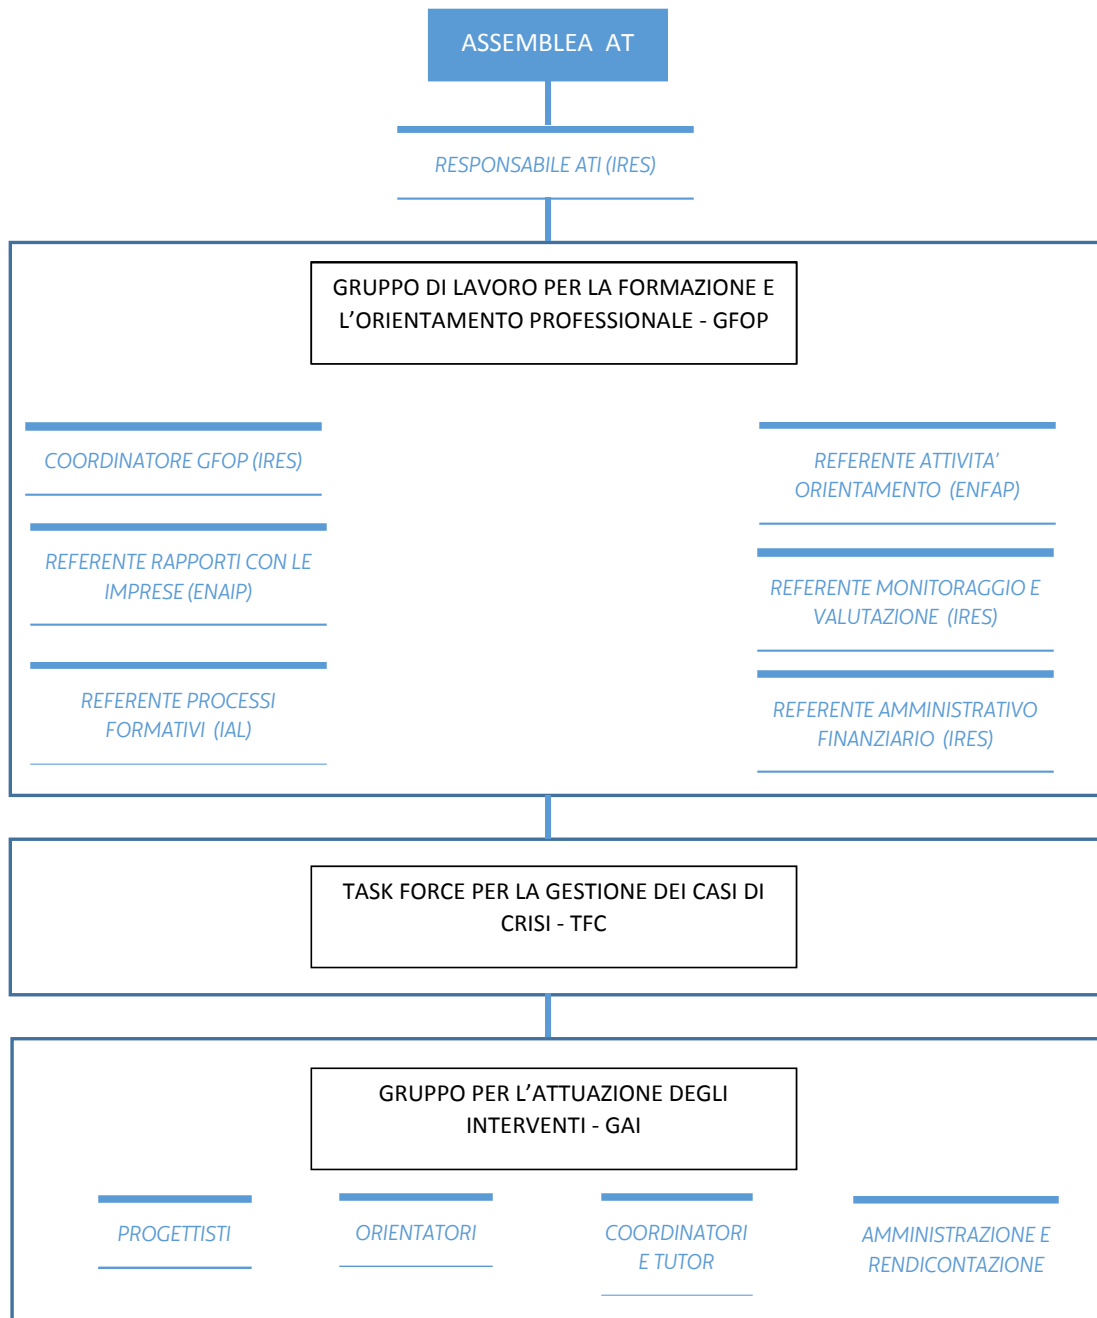 ASSEMBLEA AT
RESPONSABILE ATI (IRES)
GRUPPO DI LAVORO PER LA FORMAZIONE E
L’ORIENTAMENTO PROFESSIONALE - GFOP
COORDINATORE GFOP (IRES)
REFERENTE RAPPORTI CON LE
IMPRESE (ENAIP)
REFERENTE PROCESSI
FORMATIVI (IAL)
REFERENTE ATTIVITA’
ORIENTAMENTO (ENFAP)
REFERENTE MONITORAGGIO E
VALUTAZIONE (IRES)
REFERENTE AMMINISTRATIVO
FINANZIARIO (IRES)
TASK FORCE PER LA GESTIONE DEI CASI DI
CRISI - TFC
GRUPPO PER L’ATTUAZIONE DEGLI
INTERVENTI - GAI
PROGETTISTI
ORIENTATORI
COORDINATORI
E TUTOR
AMMINISTRAZIONE E
RENDICONTAZIONE